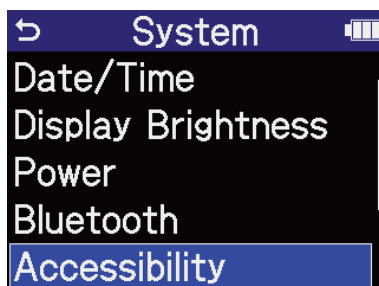 System
Date/Time
Display Brightness
Power
Bluetooth
Accessibility